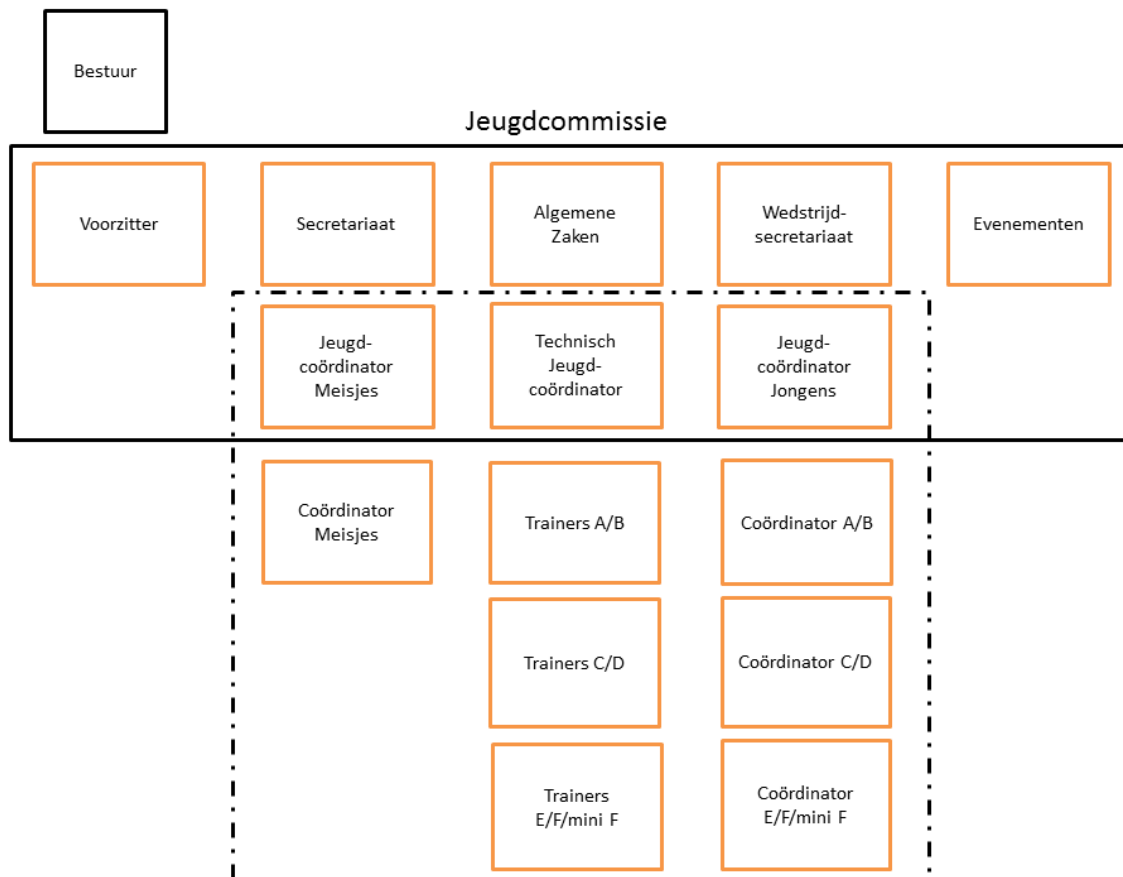 Bestuur
Jeugdcommissie
Voorzitter
Secretariaat
Algemene
Zaken
Wedstrijd-
secretariaat
Evenementen
Jeugd-
coördinator
Meisjes
Technisch
Jeugd-
coördinator
Jeugd-
coördinator
Jongens
Coördinator
Meisjes
Trainers A/B
Coördinator A/B
Trainers C/D
Coördinator C/D
Trainers
E/F/mini F
Coördinator
E/F/mini F